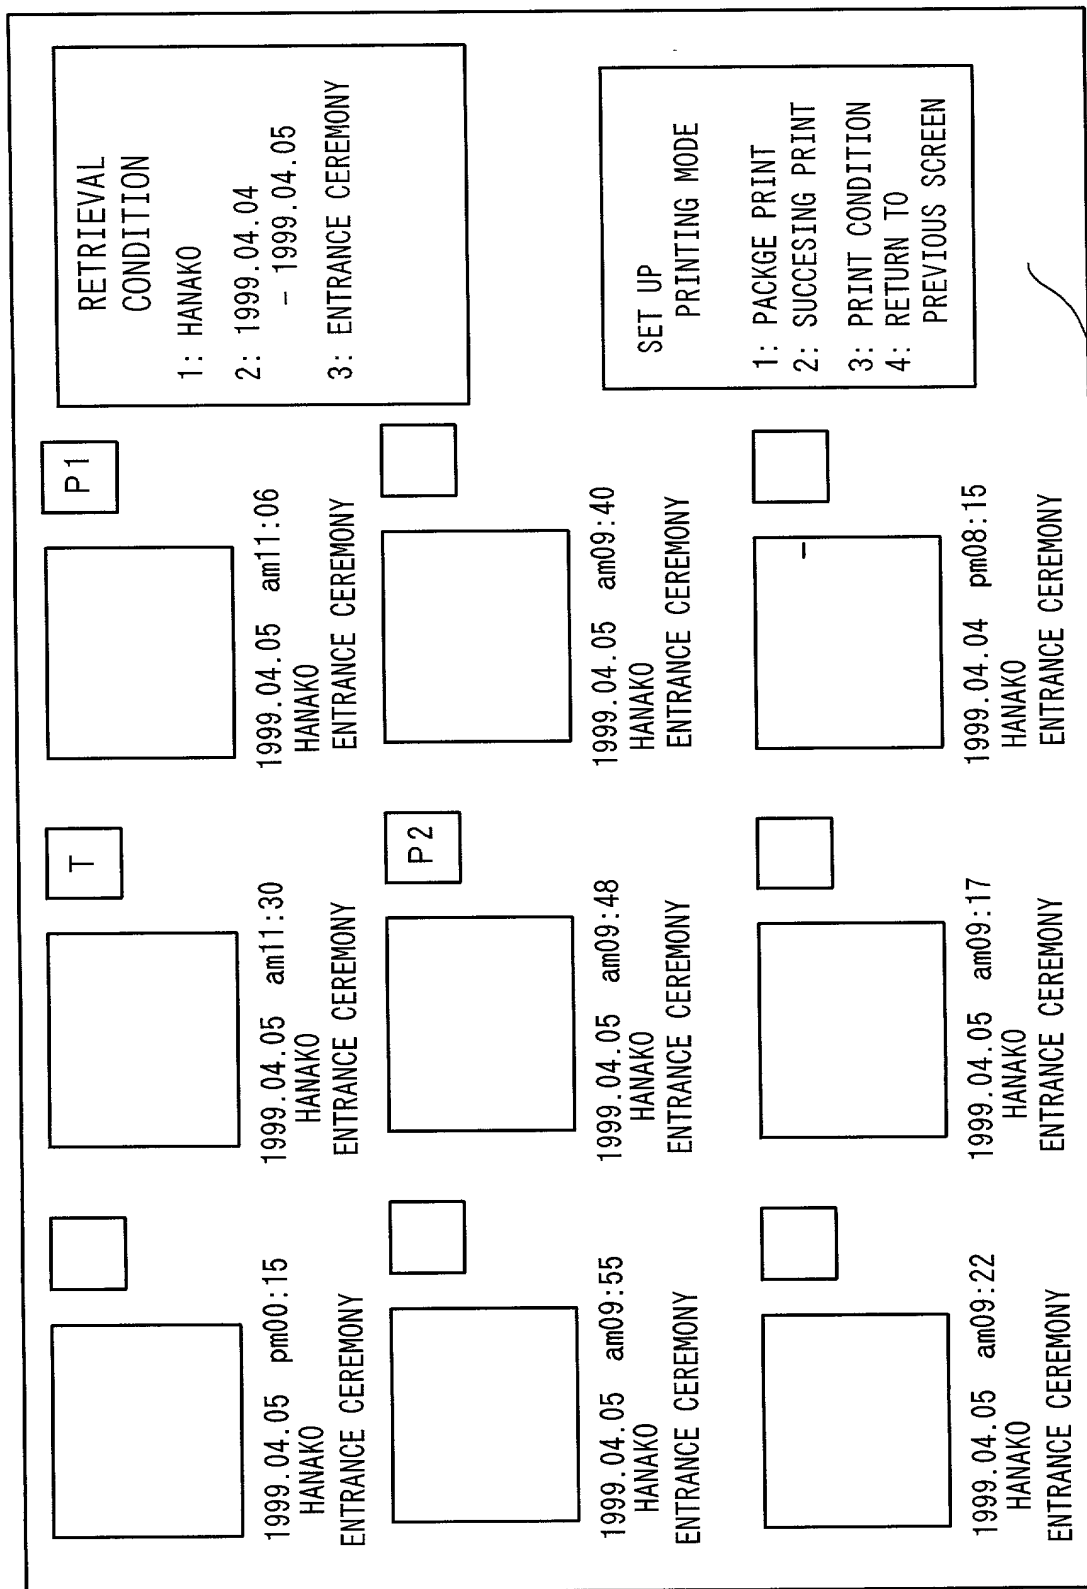 1999.04.05 pm00:15
HANAKO
ENTRANCE CEREMONY
T
1999.04.05 am11:30
HANAKO
ENTRANCE CEREMONY
P1
1999.04.05 am11:06
HANAKO
ENTRANCE CEREMONY
RETRIEVAL
CONDITION
1: HANAKO
2: 1999.04.04
- 1999.04.05
3: ENTRANCE CEREMONY
1999.04.05 am09:55
HANAKO
ENTRANCE CEREMONY
P2
1999.04.05 am09:48
HANAKO
ENTRANCE CEREMONY
1999.04.05 am09:40
HANAKO
ENTRANCE CEREMONY
1999.04.05 am09:22
HANAKO
ENTRANCE CEREMONY
1999.04.05 am09:17
HANAKO
ENTRANCE CEREMONY
1999.04.04 pm08:15
HANAKO
ENTRANCE CEREMONY
SET UP
PRINTING MODE
1: PACKGE PRINT
2: SUCCESING PRINT
3: PRINT CONDITION
4: RETURN TO
PREVIOUS SCREEN